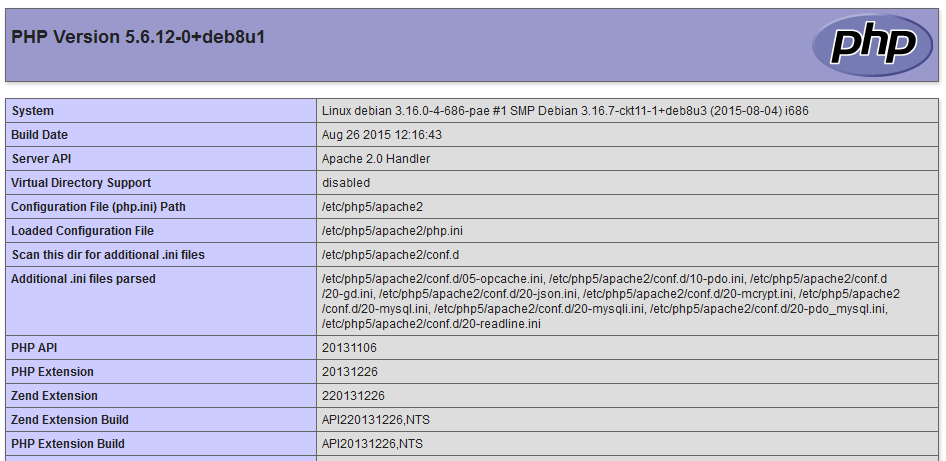 PHP Version 5.6.12-0+deb8u1
php
System Linux debian 3.16.0-4-686-pae #1 SMP Debian 3.16.7-ckt11-1+deb8u3 (2015-08-04) i686
Build Date Aug 26 2015 12:16:43
Server API Apache 2.0 Handler
Virtual Directory Support disabled
Configuration File (php.ini) Path /etc/php5/apache2
Loaded Configuration File /etc/php5/apache2/php.ini
Scan this dir for additional .ini files /etc/php5/apache2/conf.d
Additional .ini files parsed /etc/php5/apache2/conf.d/05-opcache.ini, /etc/php5/apache2/conf.d/10-pdo.ini, /etc/php5/apache2/conf.d
/20-gd.ini, /etc/php5/apache2/conf.d/20-json.ini, /etc/php5/apache2/conf.d/20-mcrypt.ini, /etc/php5/apache2
/conf.d/20-mysql.ini, /etc/php5/apache2/conf.d/20-mysqli.ini, /etc/php5/apache2/conf.d/20-pdo_mysql.ini,
/etc/php5/apache2/conf.d/20-readline.ini
PHP API 20131106
PHP Extension 20131226
Zend Extension 220131226
Zend Extension Build API220131226,NTS
PHP Extension Build API20131226,NTS